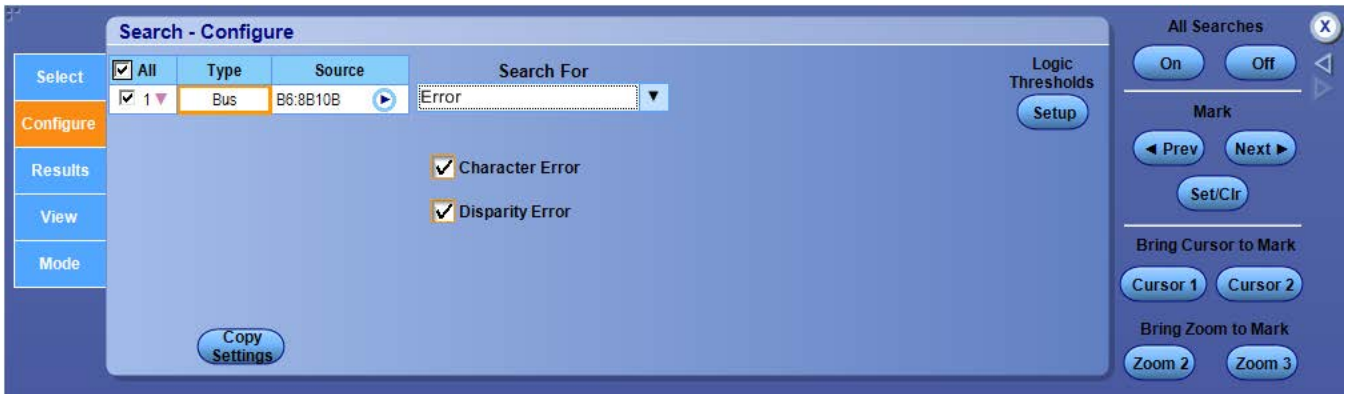 Search - Configure
Select
Configure
Results
View
Mode
All Type Source
1 Bus B6:8B10B
Search For
Error
Character Error
Disparity Error
Copy
Settings
Logic
Thresholds
Setup
All Searches
On Off
X
Mark
◄ Prev Next ►
Set/Clr
Bring Cursor to Mark
Cursor 1 Cursor 2
Bring Zoom to Mark
Zoom 2 Zoom 3